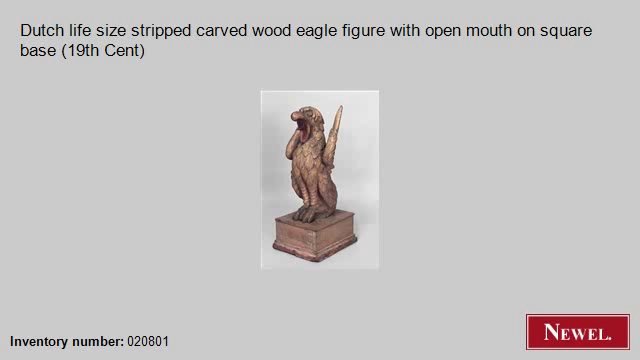 Dutch life size stripped carved wood eagle figure with open mouth on square
base (19th Cent)
Inventory number: 020801
NEWEL.